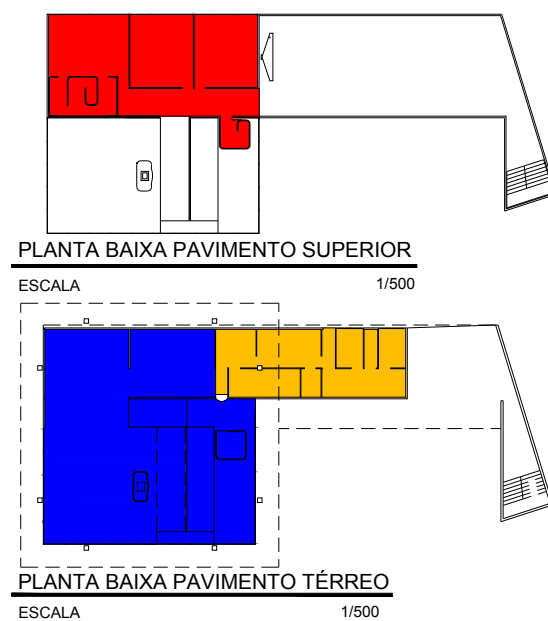 PLANTA BAIXA PAVIMENTO SUPERIOR
ESCALA 1/500
PLANTA BAIXA PAVIMENTO TÉRREO
ESCALA 1/500